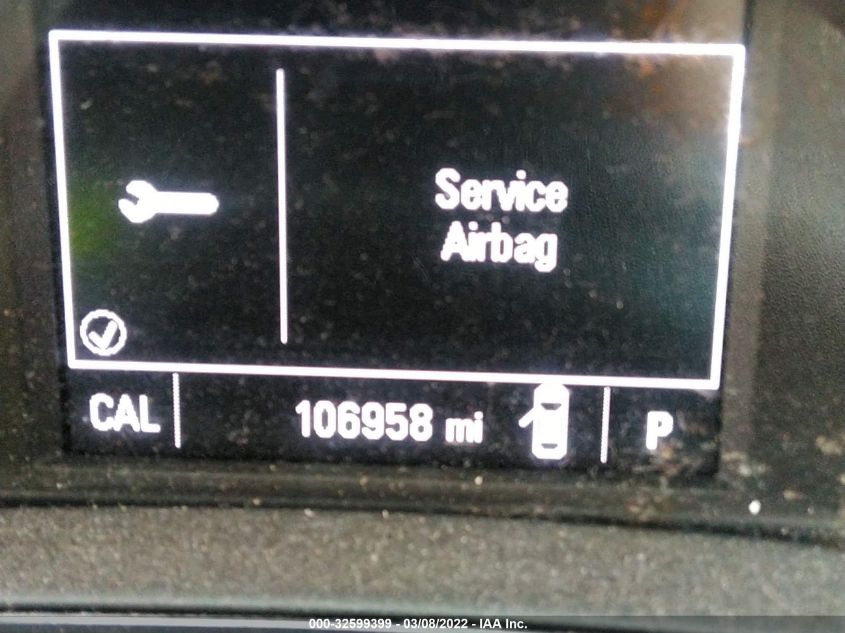 Service
Airbag
CAL
106958 mi
P
000-32599399 - 03/08/2022 - IAA Inc.